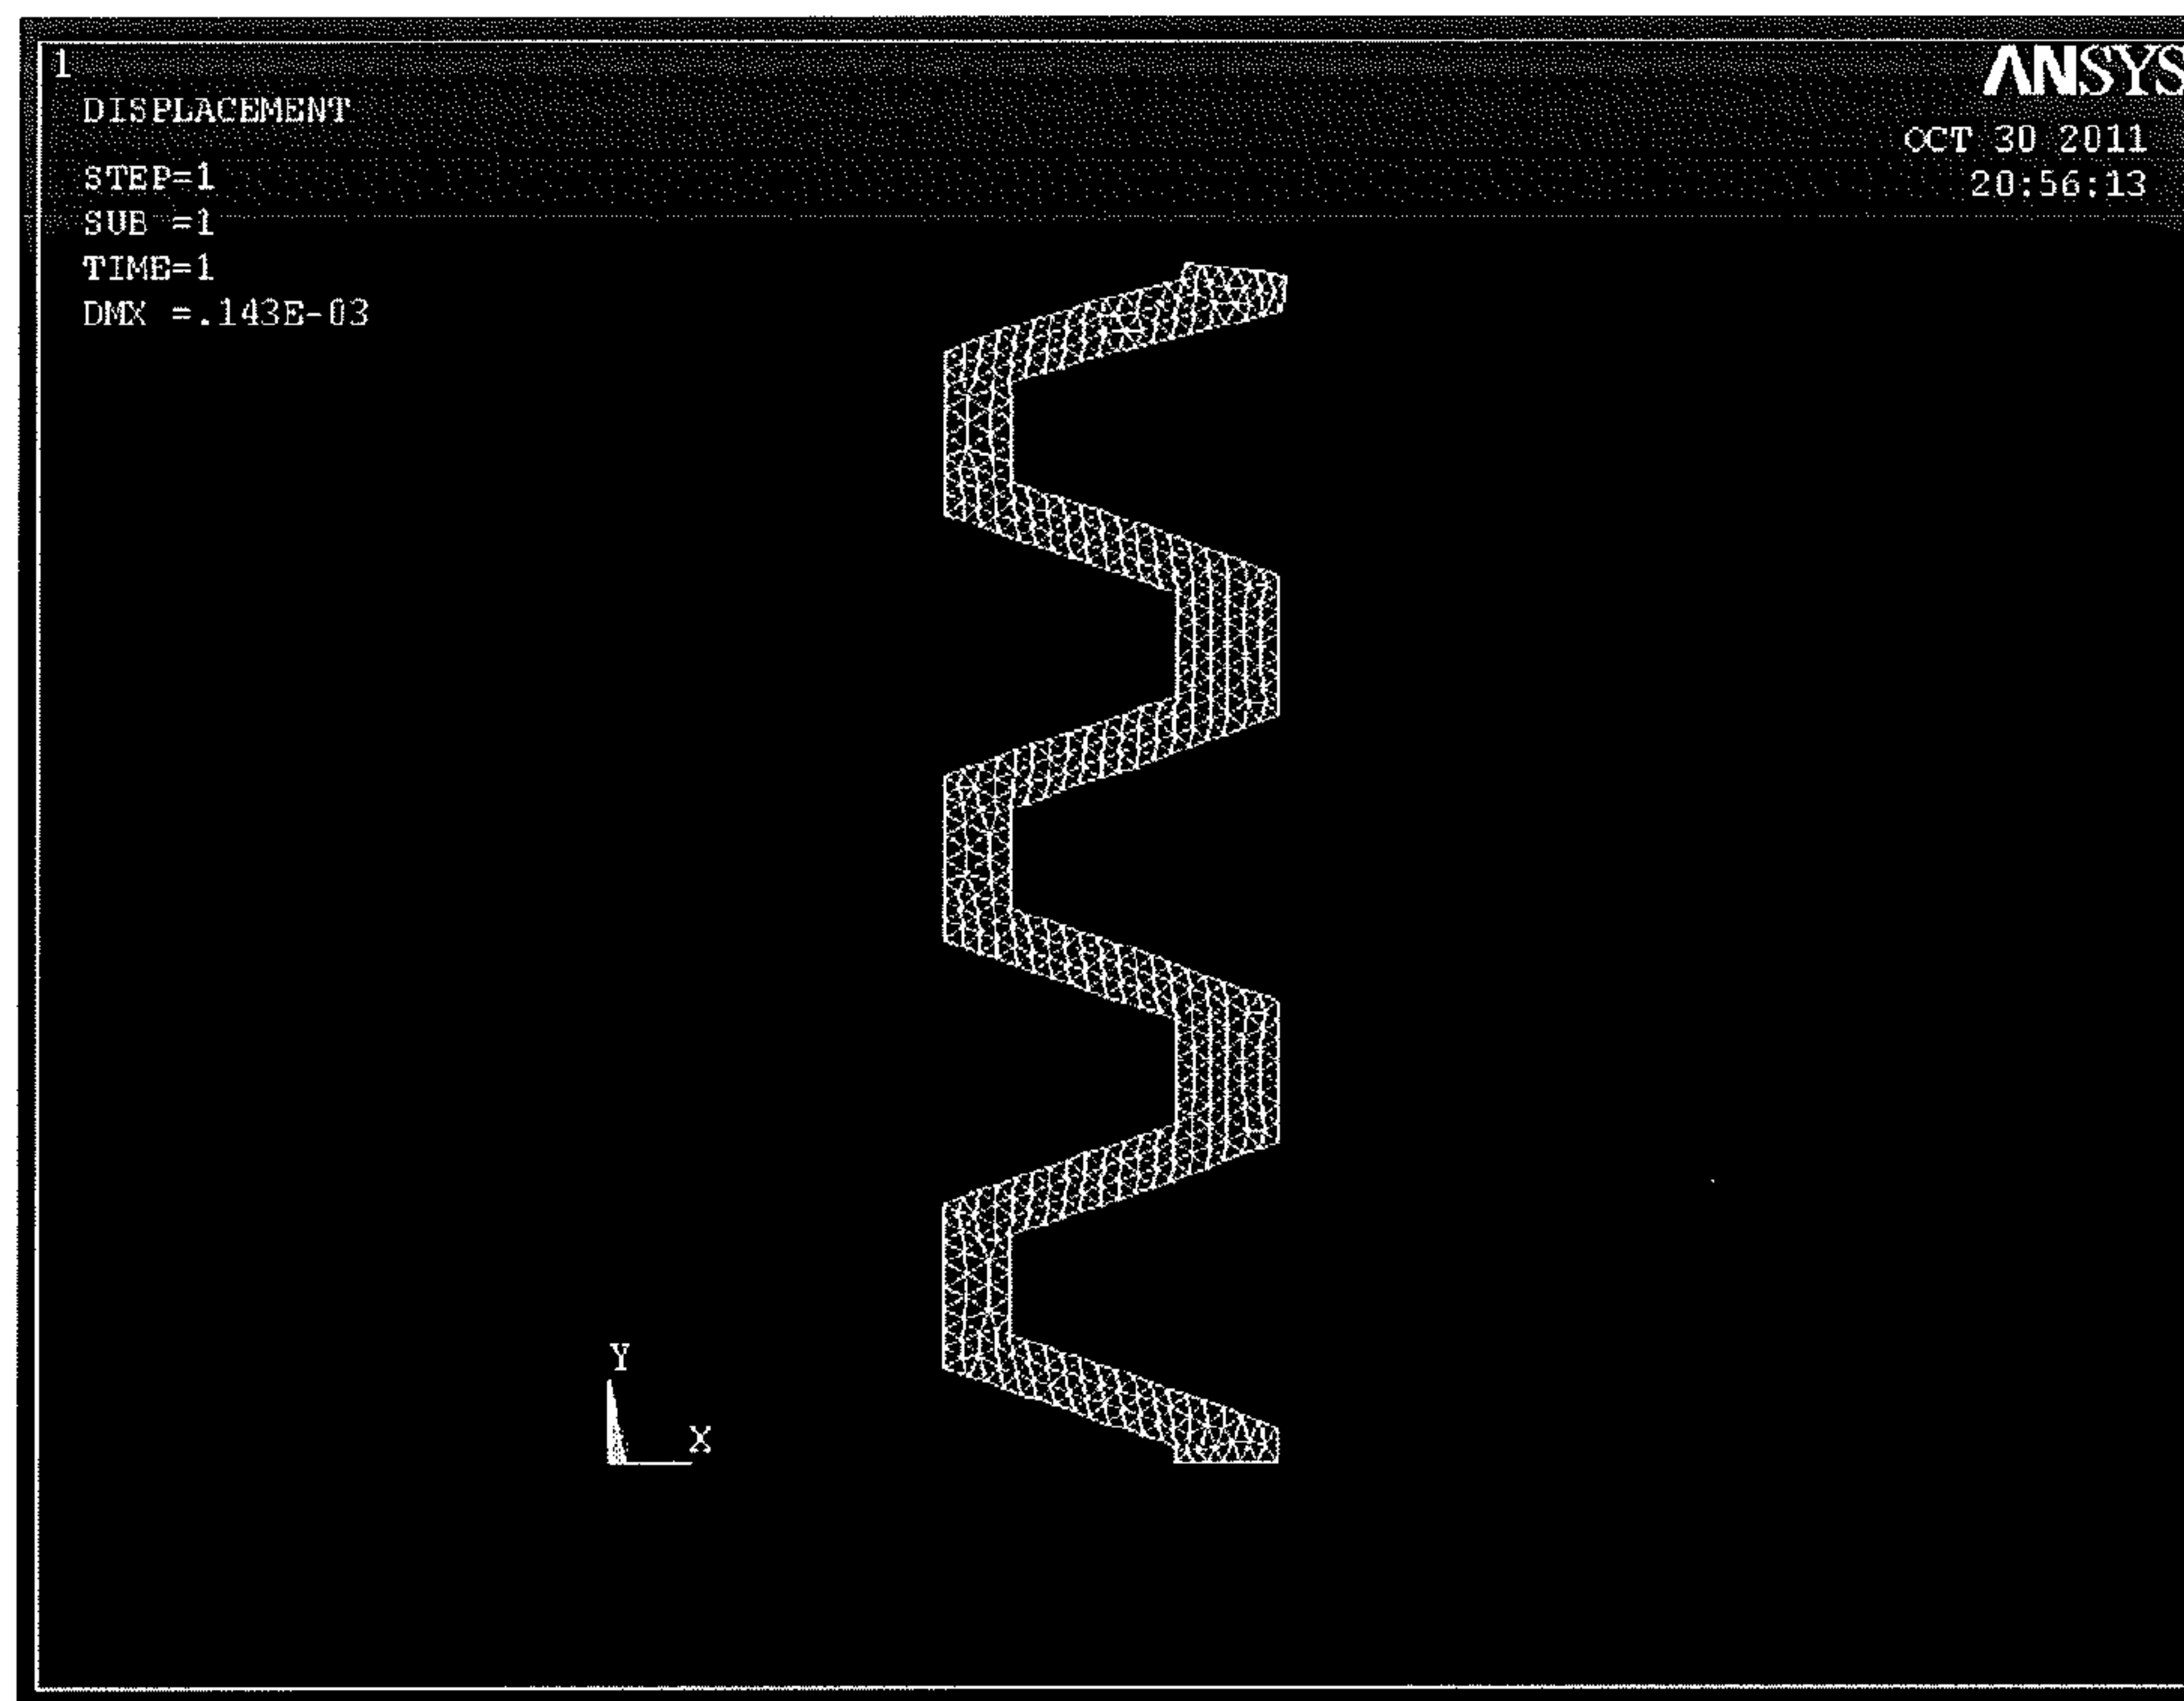 1
DISPLACEMENT
STEP=1
SUB =1
TIME=1
DMX =.143E-03
ANSYS
OCT 30 2011
20:56:13
Y
X